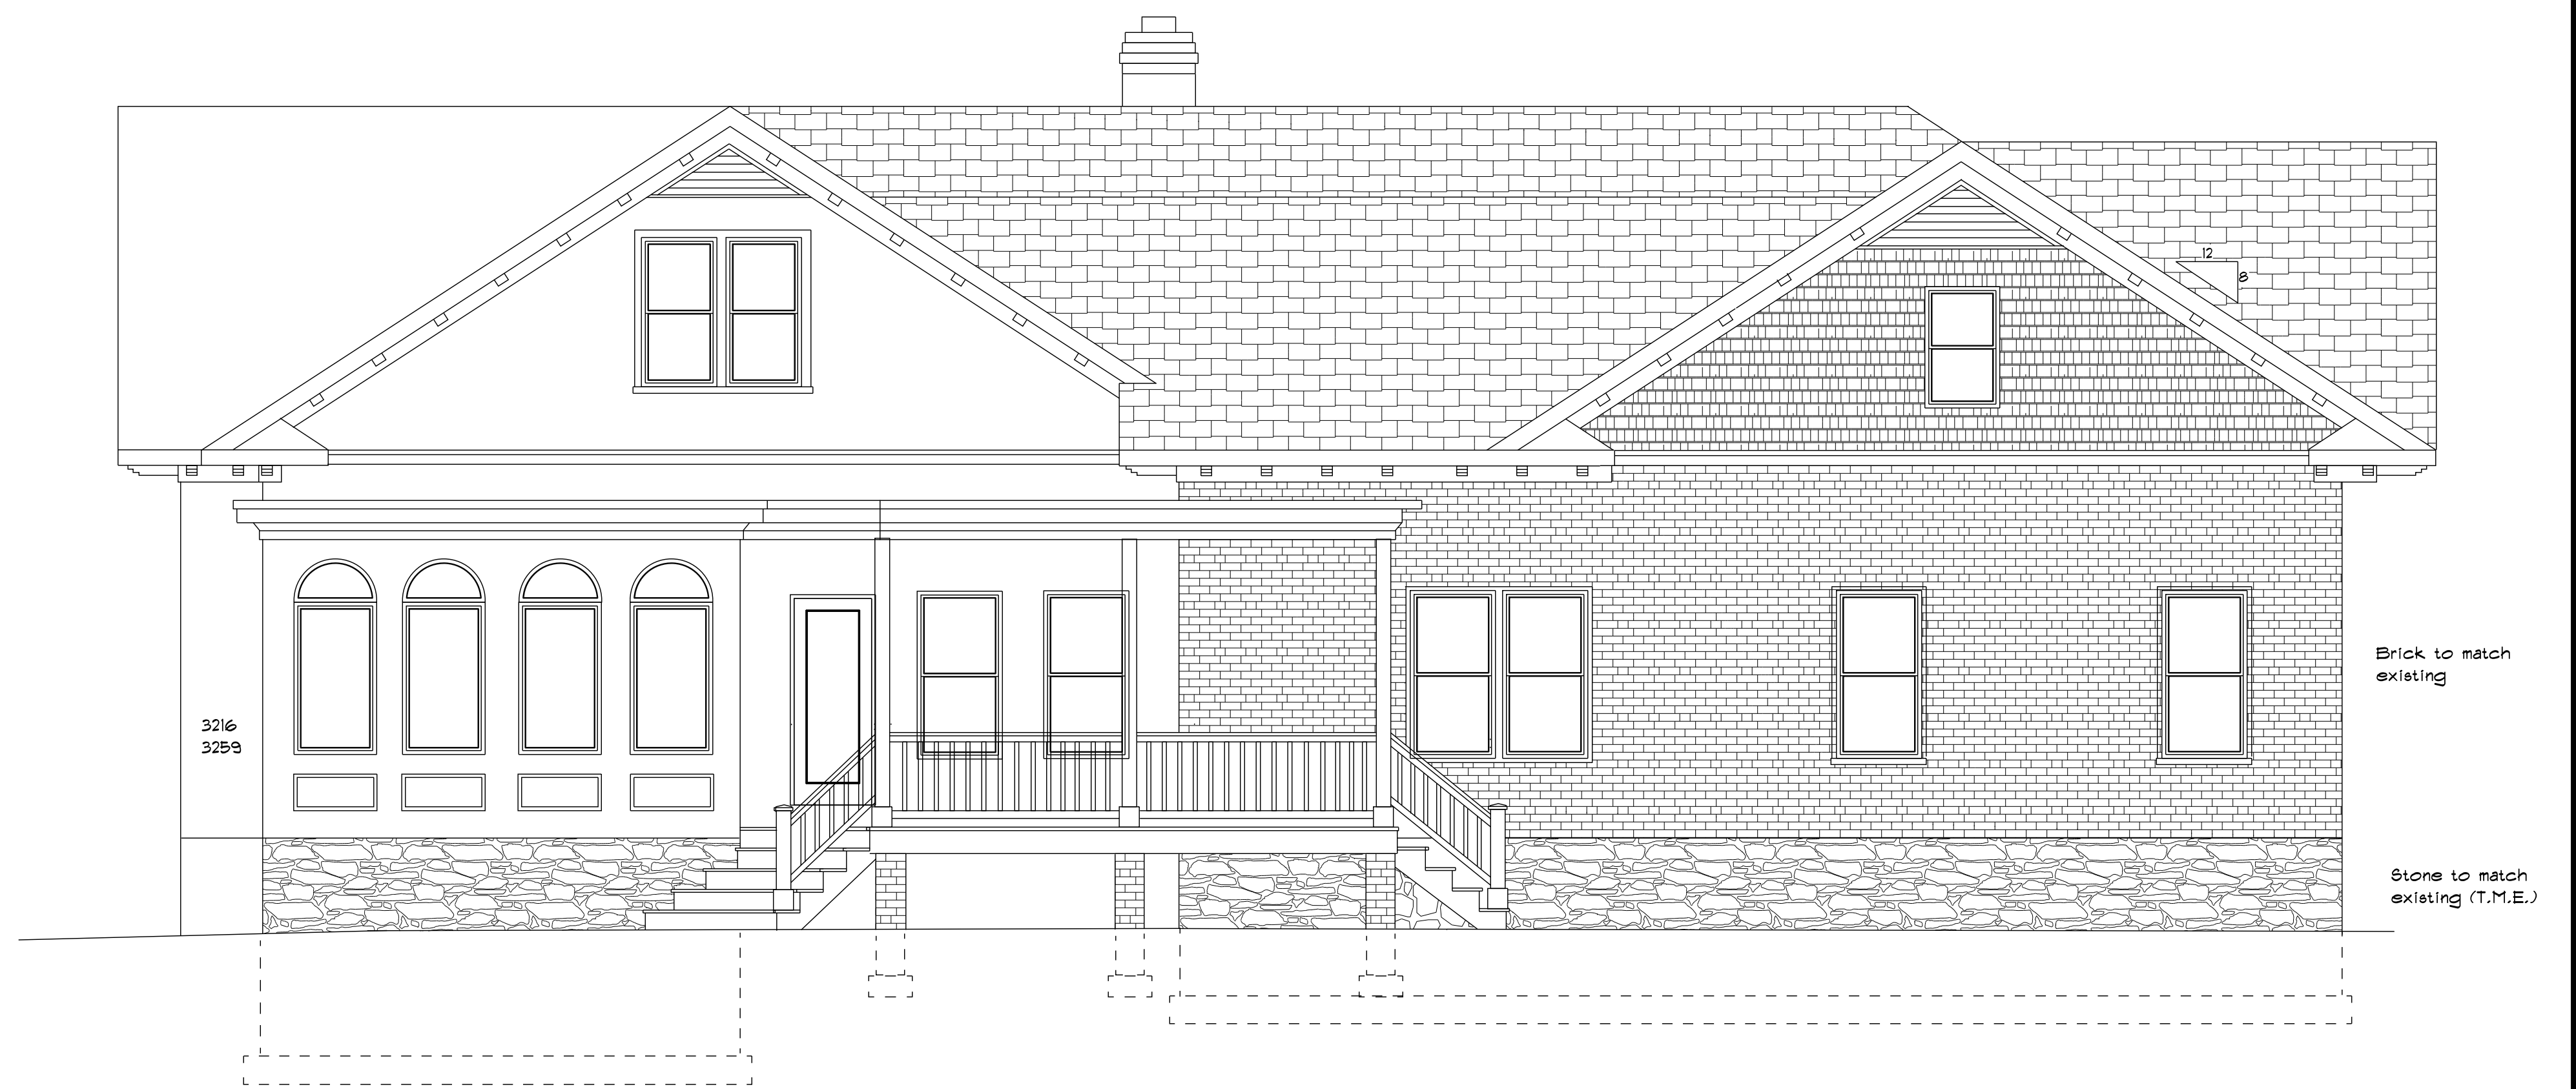 12
8
Brick to match
existing
3216
3259
Stone to match
existing (T.M.E.)